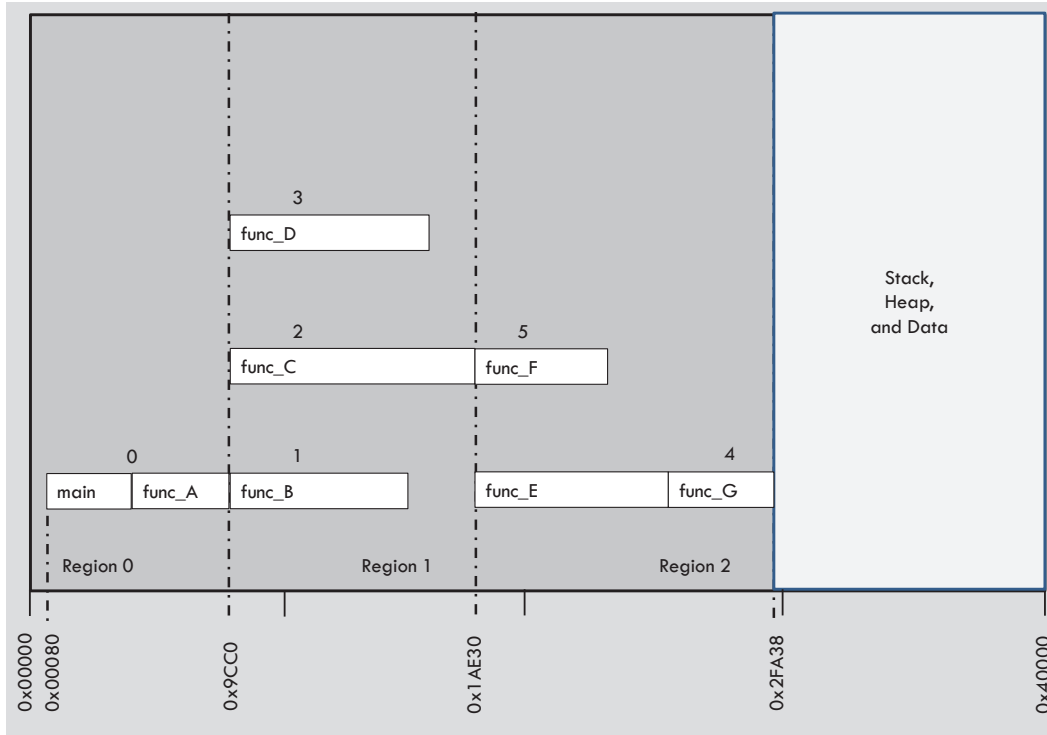 3
func_D
Stack,
Heap,
and Data
2
5
func_C
func_F
0
1
4
main
func_A
func_B
func_E
func_G
Region 0
Region 1
Region 2
0x00000
0x00080
0x9CC0
0x1AE30
0x2FA38
0x40000